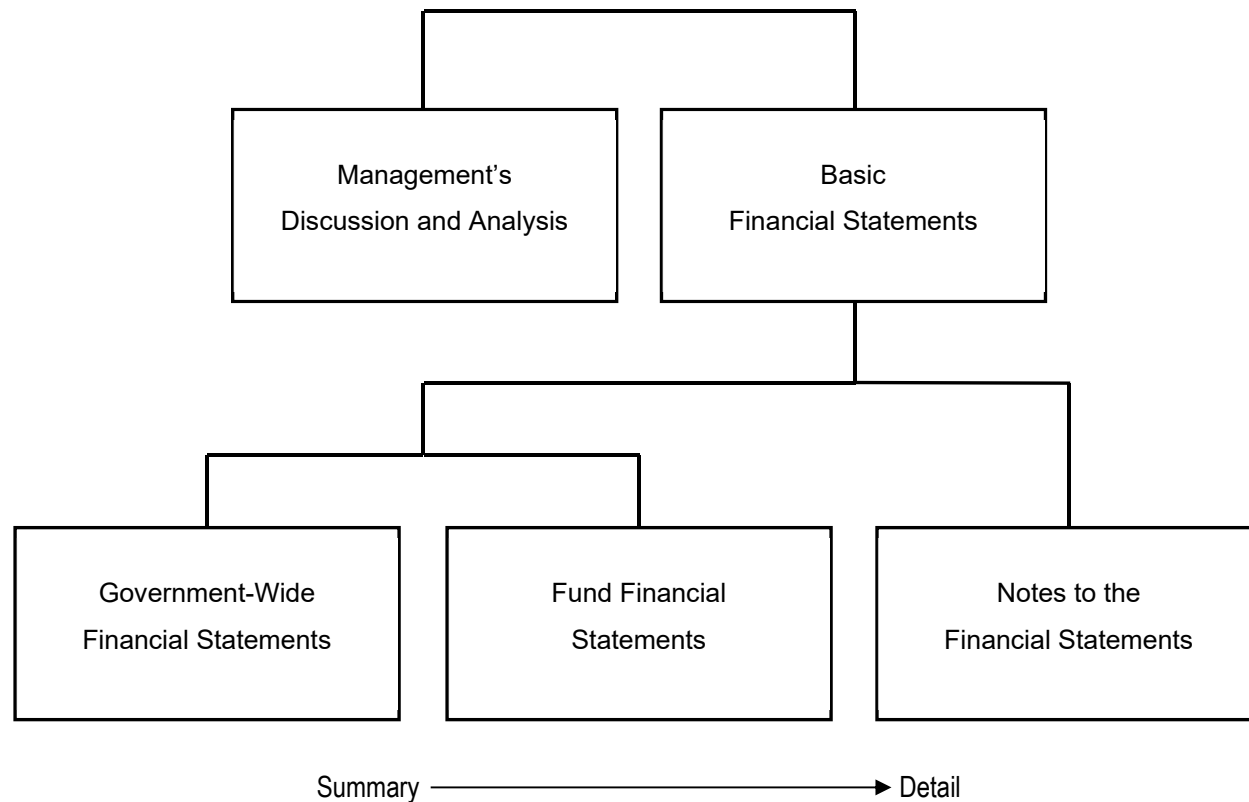 Management’s
Discussion and Analysis
Basic
Financial Statements
Government-Wide
Financial Statements
Fund Financial
Statements
Notes to the
Financial Statements
Summary
Detail